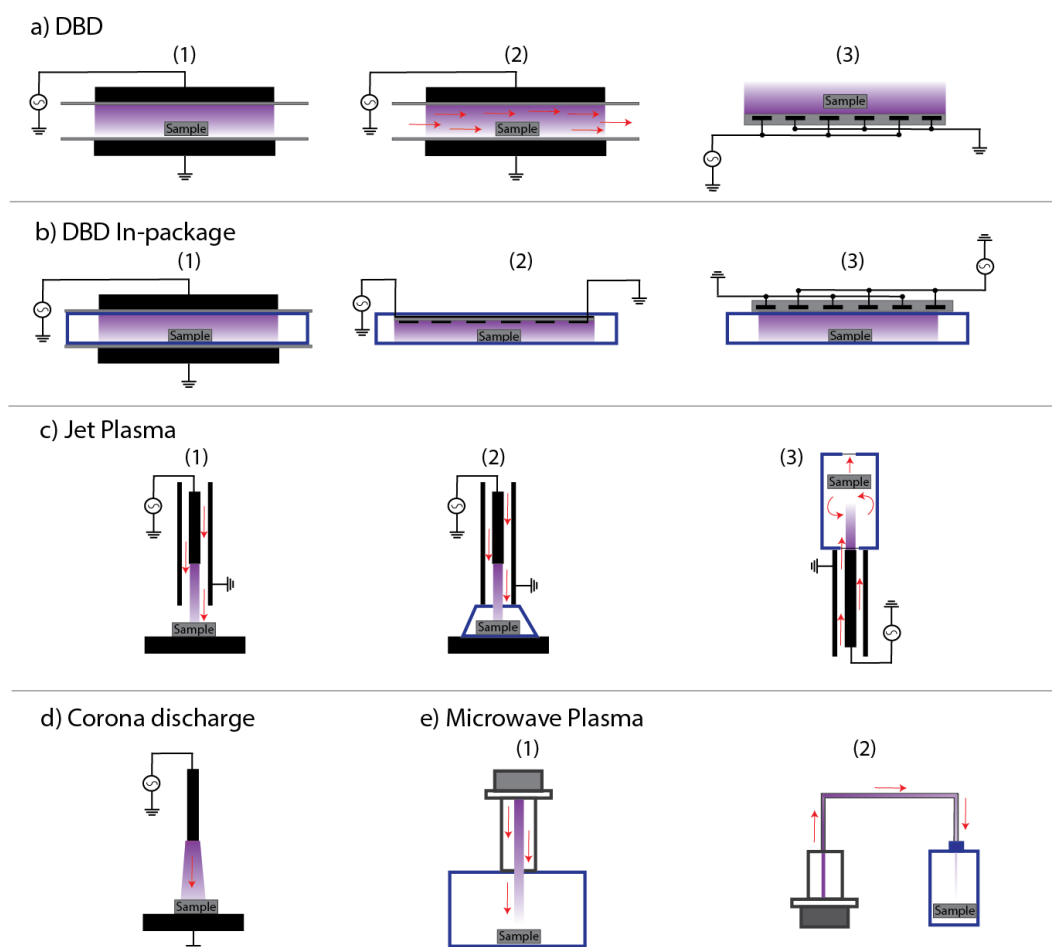 a) DBD
(1)
(2)
(3)
Sample
Sample
Sample
b) DBD In-package
(1)
(2)
(3)
Sample
Sample
Sample
c) Jet Plasma
(1)
(2)
(3)
Sample
Sample
Sample
d) Corona discharge
e) Microwave Plasma
(1)
(2)
Sample
Sample
Sample